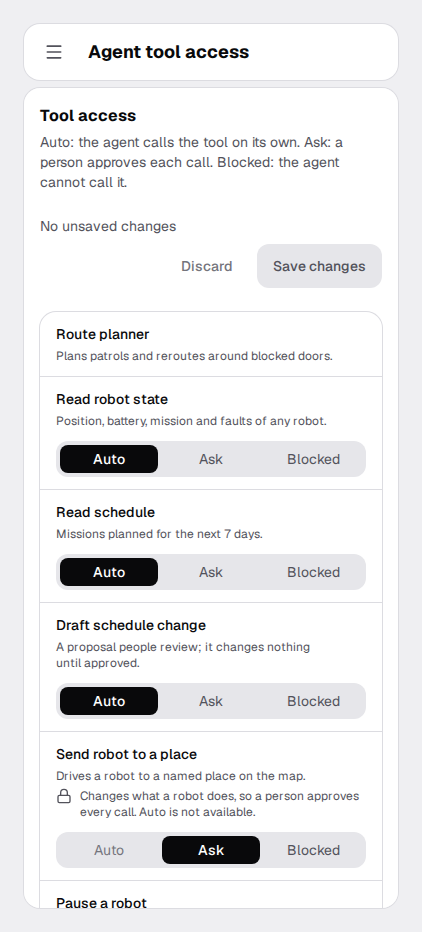 Agent tool access
Tool access
Auto: the agent calls the tool on its own. Ask: a
person approves each call. Blocked: the agent
cannot call it.
No unsaved changes
Discard
Save changes
Route planner
Plans patrols and reroutes around blocked doors.
Read robot state
Position, battery, mission and faults of any robot.
Auto Ask Blocked
Read schedule
Missions planned for the next 7 days.
Auto Ask Blocked
Draft schedule change
A proposal people review; it changes nothing
until approved.
Auto Ask Blocked
Send robot to a place
Drives a robot to a named place on the map.
Changes what a robot does, so a person approves
every call. Auto is not available.
Auto Ask Blocked
Pause a robot